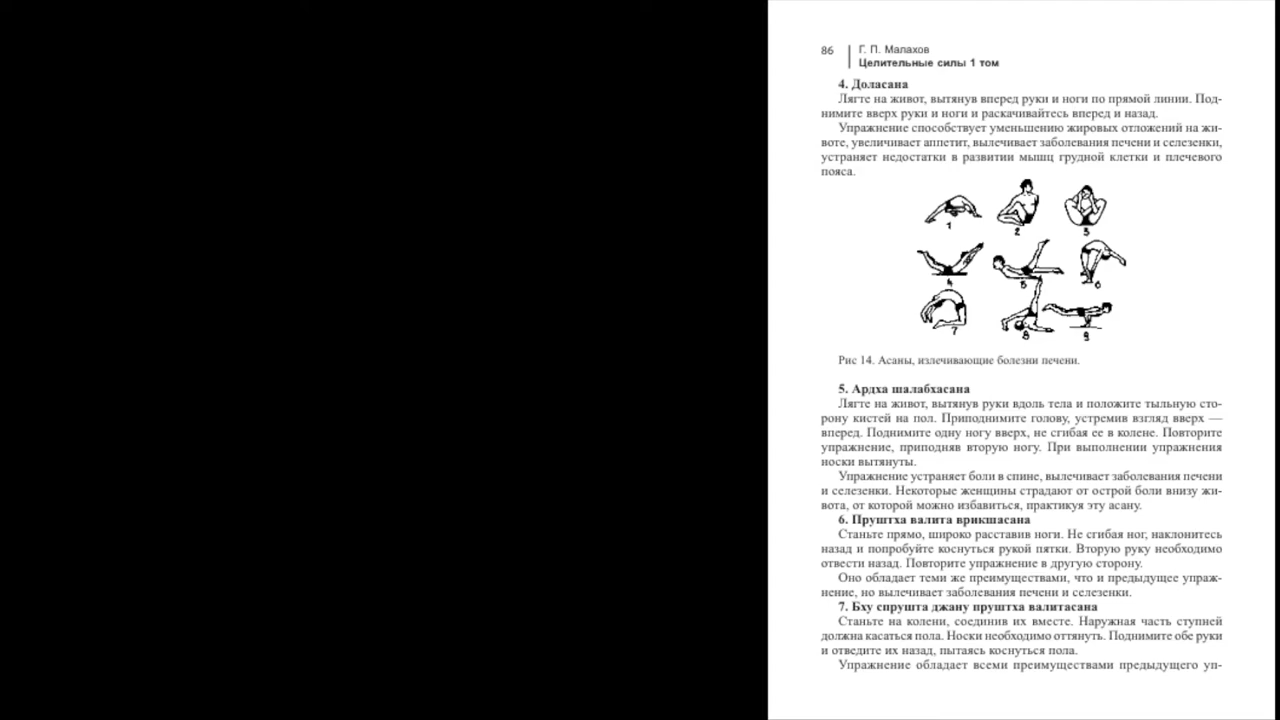 86
Г. П. Малахов
Целительные силы 1 том
4. Доласана
Лягте на живот, вытянув вперед руки и ноги по прямой линии. Под-
нимите вверх руки и ноги и раскачивайтесь вперед и назад.
Упражнение способствует уменьшению жировых отложений на жи-
воте, увеличивает аппетит, вылечивает заболевания печени и селезенки,
устраняет недостатки в развитии мышц грудной клетки и плечевого
пояса.
1 2 3
4 5 6
7 8 9
Рис 14. Асаны, излечивающие болезни печени.
5. Ардха шалабхасана
Лягте на живот, вытянув руки вдоль тела и положите тыльную сто-
рону кистей на пол. Приподнимите голову, устремив взгляд вверх —
вперед. Поднимите одну ногу вверх, не сгибая ее в колене. Повторите
упражнение, приподняв вторую ногу. При выполнении упражнения
носки вытянуты.
Упражнение устраняет боли в спине, вылечивает заболевания печени
и селезенки. Некоторые женщины страдают от острой боли внизу жи-
вота, от которой можно избавиться, практикуя эту асану.
6. Пруштха валита врикшасана
Станьте прямо, широко расставив ноги. Не сгибая ног, наклонитесь
назад и попробуйте коснуться рукой пятки. Вторую руку необходимо
отвести назад. Повторите упражнение в другую сторону.
Оно обладает теми же преимуществами, что и предыдущее упраж-
нение, но вылечивает заболевания печени и селезенки.
7. Бху спрушта джану пруштха валитасана
Станьте на колени, соединив их вместе. Наружная часть ступней
должна касаться пола. Носки необходимо оттянуть. Поднимите обе руки
и отведите их назад, пытаясь коснуться пола.
Упражнение обладает всеми преимуществами предыдущего уп-